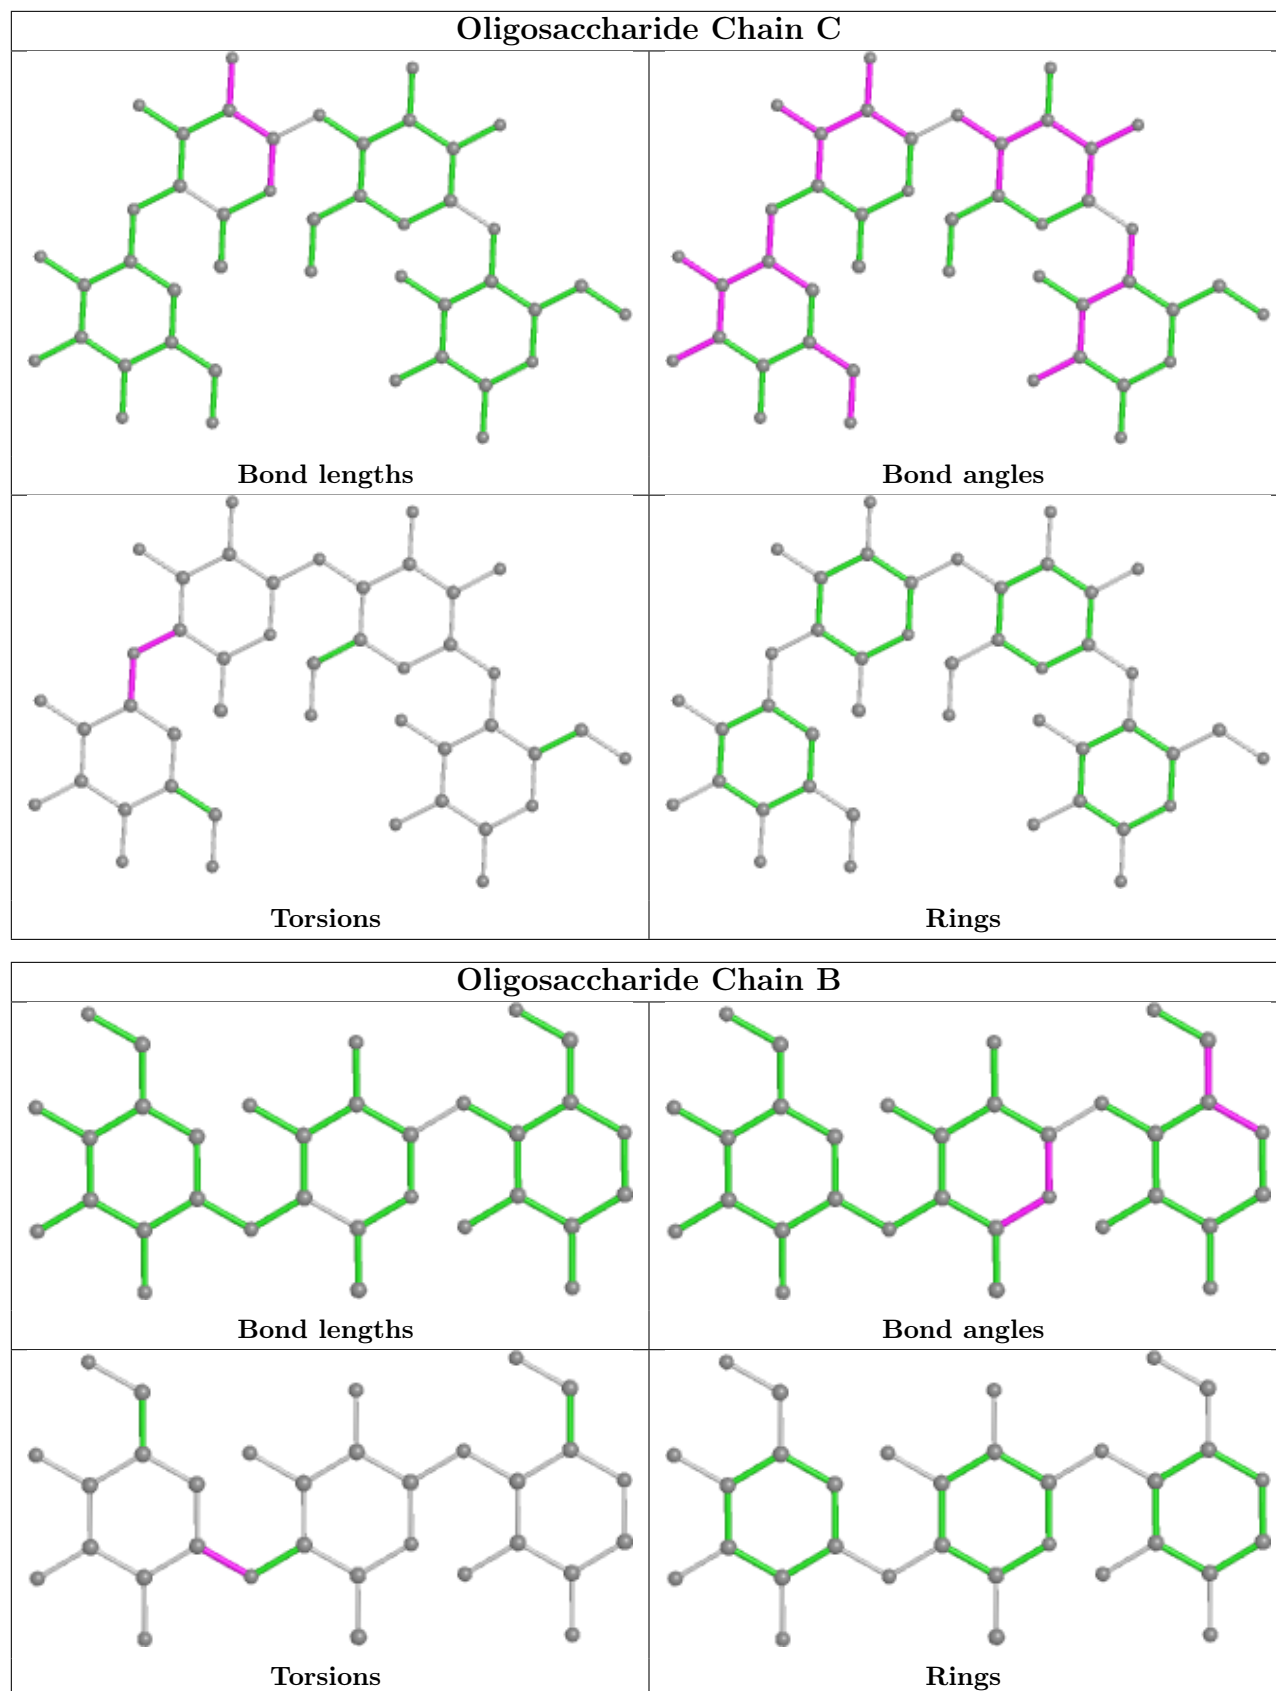 Oligosaccharide Chain C
Bond lengths
Bond angles
Torsions
Rings
Oligosaccharide Chain B
Bond lengths
Bond angles
Torsions
Rings